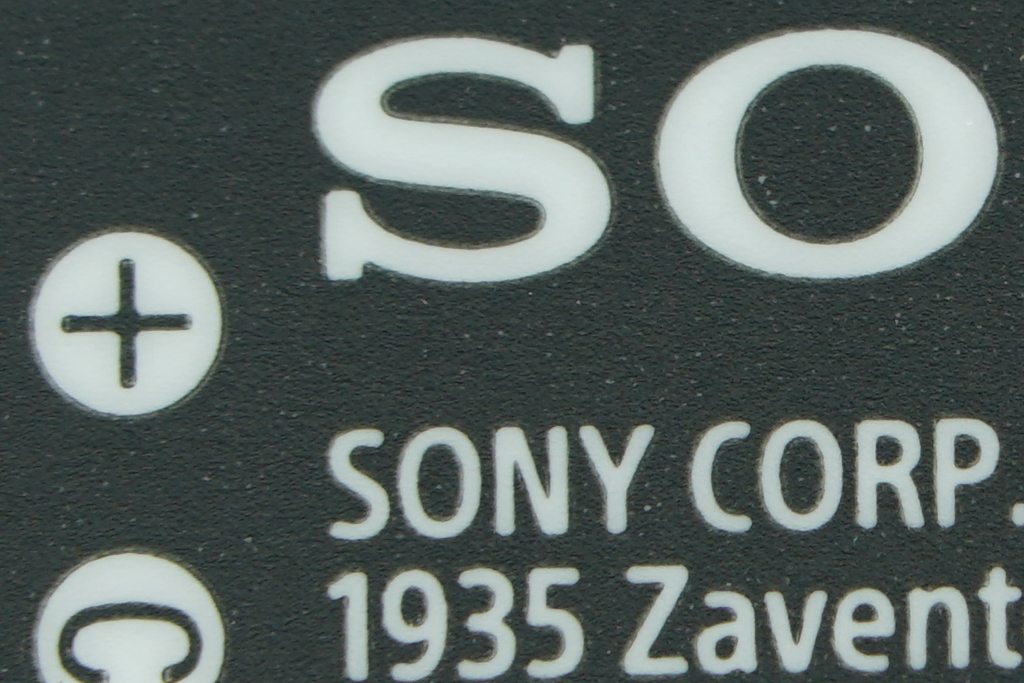 SO
+
SONY CORP.
1935 Zavent
C